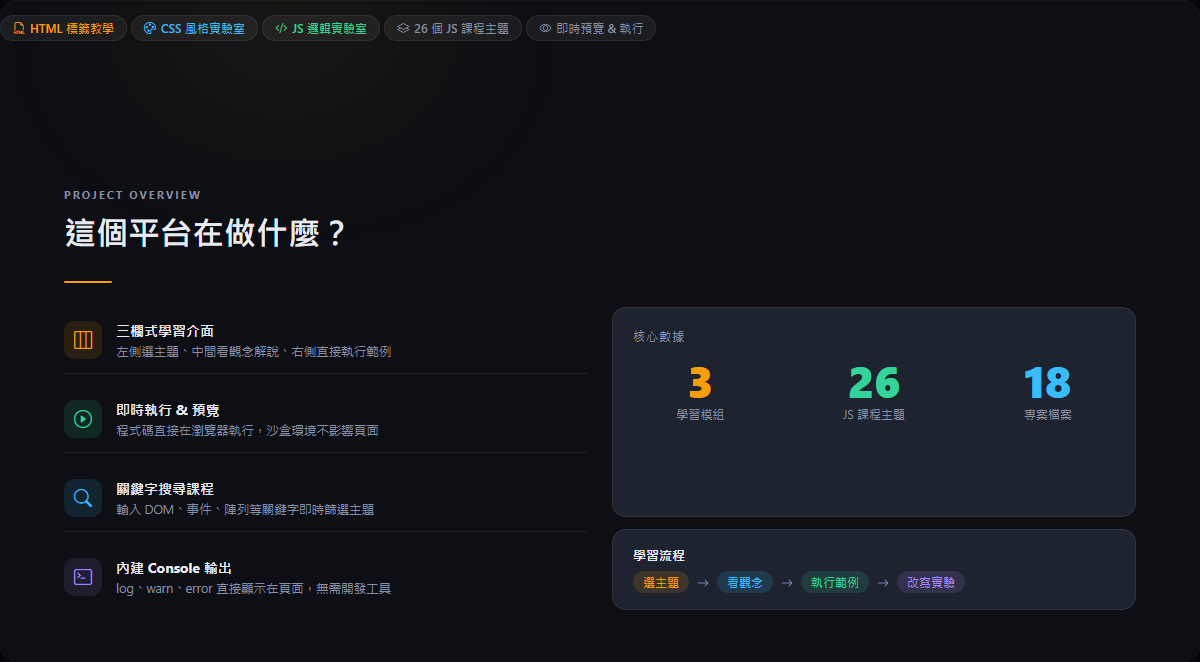 HTML 標籤教學 CSS 風格實驗室 JS 邏輯實驗室 26 個 JS 課程主題 即時預覽 & 執行
PROJECT OVERVIEW
這個平台在做什麼？
三欄式學習介面
左側選主題、中間看觀念解說、右側直接執行範例
即時執行 & 預覽
程式碼直接在瀏覽器執行，沙盒環境不影響頁面
關鍵字搜尋課程
輸入 DOM、事件、陣列等關鍵字即時篩選主題
內建 Console 輸出
log、warn、error 直接顯示在頁面，無需開發工具
核心數據
3 26 18
學習模組 JS 課程主題 專案檔案
學習流程
選主題 → 看觀念 → 執行範例 → 改寫實驗